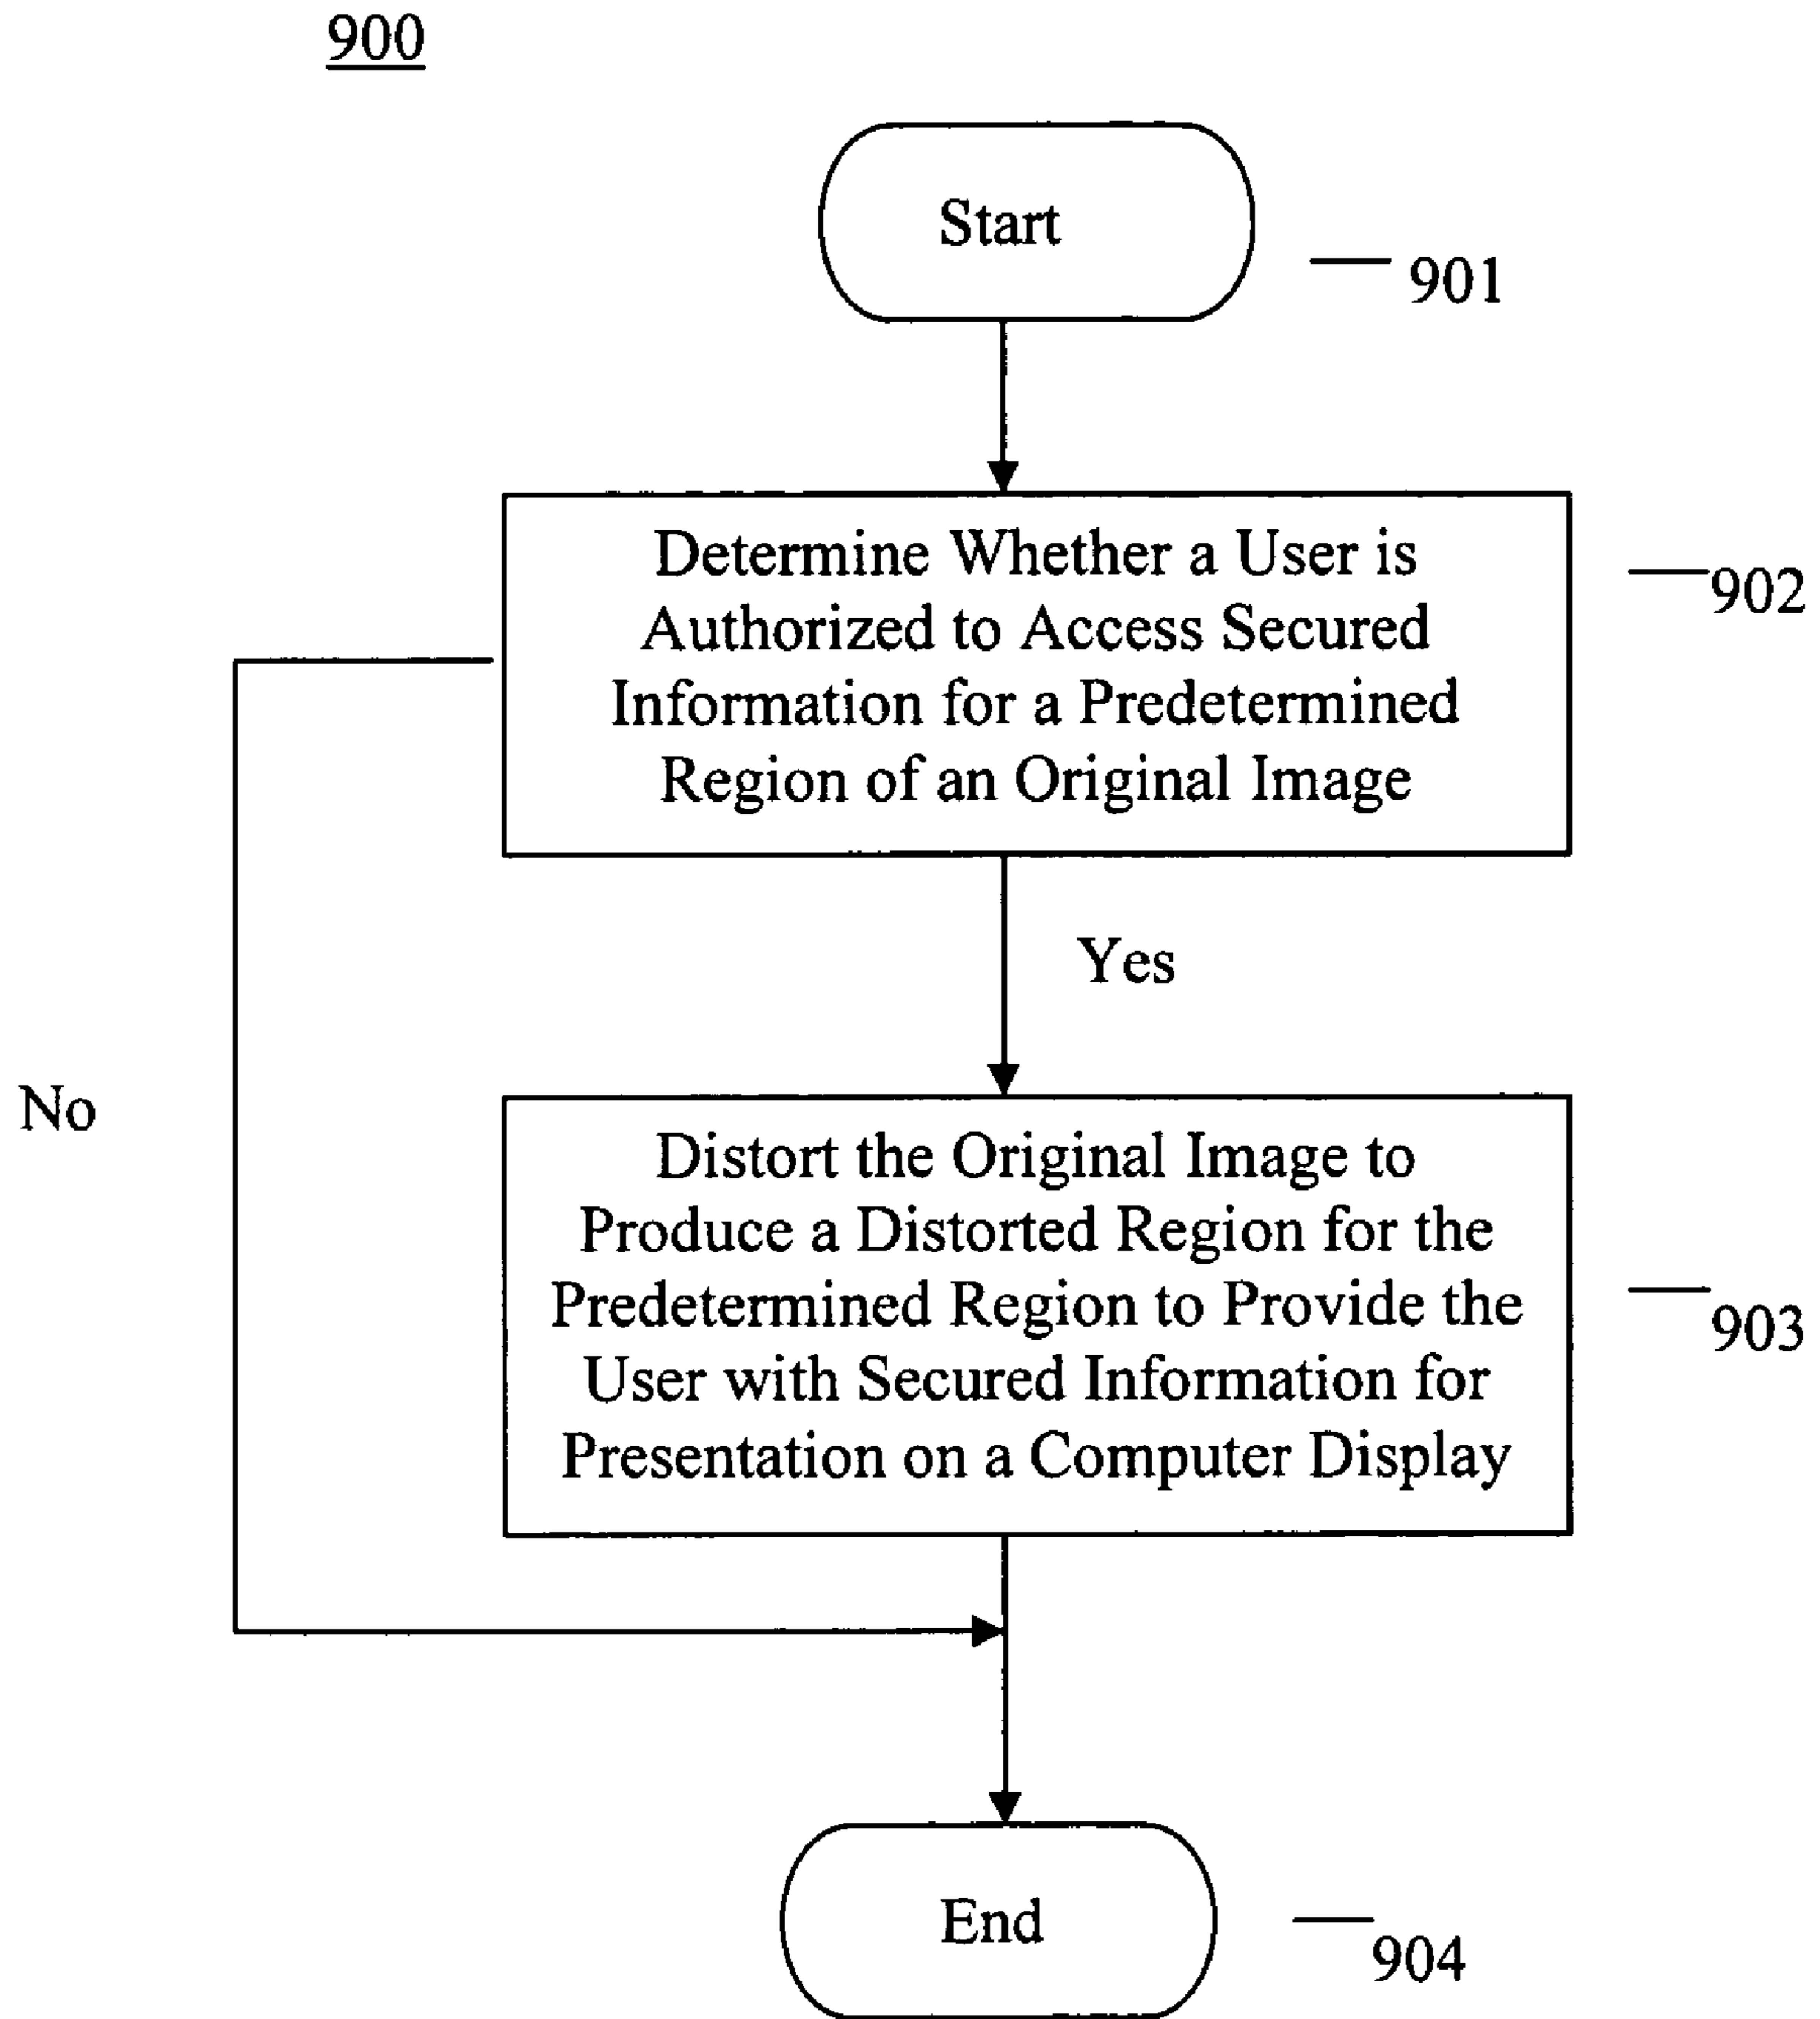 900
Start
901
Determine Whether a User is
Authorized to Access Secured
Information for a Predetermined
Region of an Original Image
902
Yes
No
Distort the Original Image to
Produce a Distorted Region for the
Predetermined Region to Provide the
User with Secured Information for
Presentation on a Computer Display
903
End
904